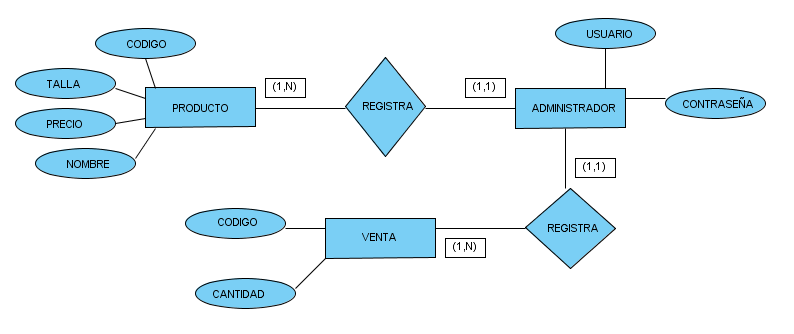 CODIGO
USUARIO
TALLA
(1,N)
(1,1)
PRODUCTO
REGISTRA
ADMINISTRADOR
CONTRASEÑA
PRECIO
NOMBRE
(1,1)
CODIGO
VENTA
(1,N)
REGISTRA
CANTIDAD